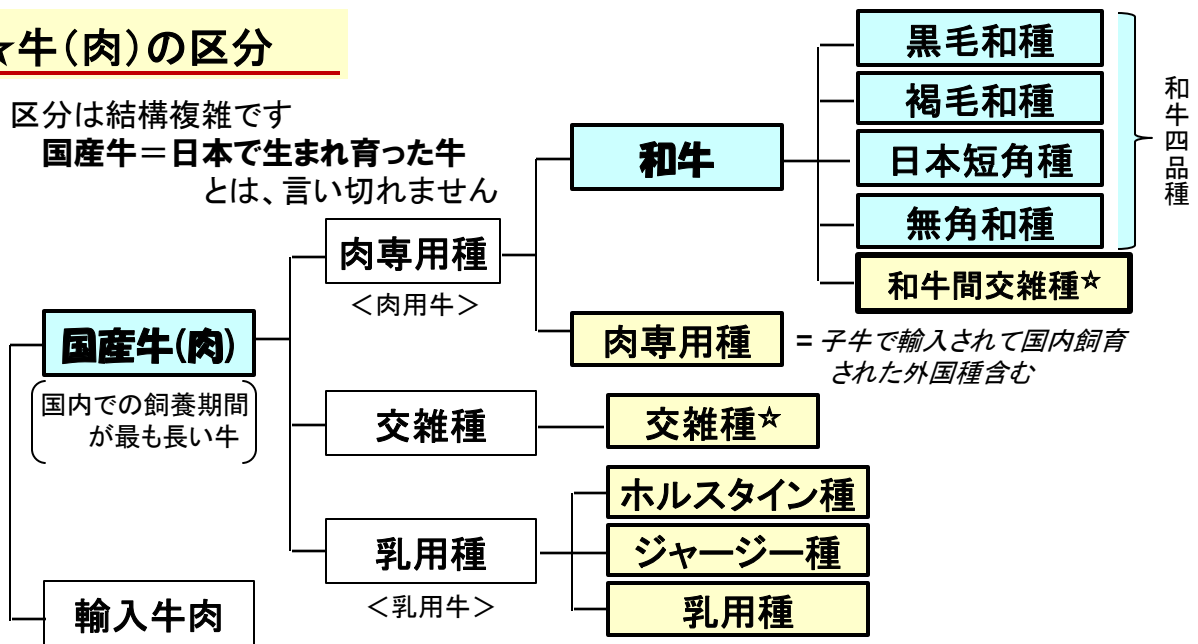 ☆牛(肉)の区分
区分は結構複雑です
国産牛＝日本で生まれ育った牛
とは、言い切れません
国産牛(肉)
国内での飼養期間
が最も長い牛
輸入牛肉
肉専用種
＜肉用牛＞
交雑種
乳用種
＜乳用牛＞
和牛
肉専用種
= 子牛で輸入されて国内飼育
された外国種含む
交雑種☆
ホルスタイン種
ジャージー種
乳用種
黒毛和種
褐毛和種
日本短角種
無角和種
和牛間交雑種☆
和牛四品種